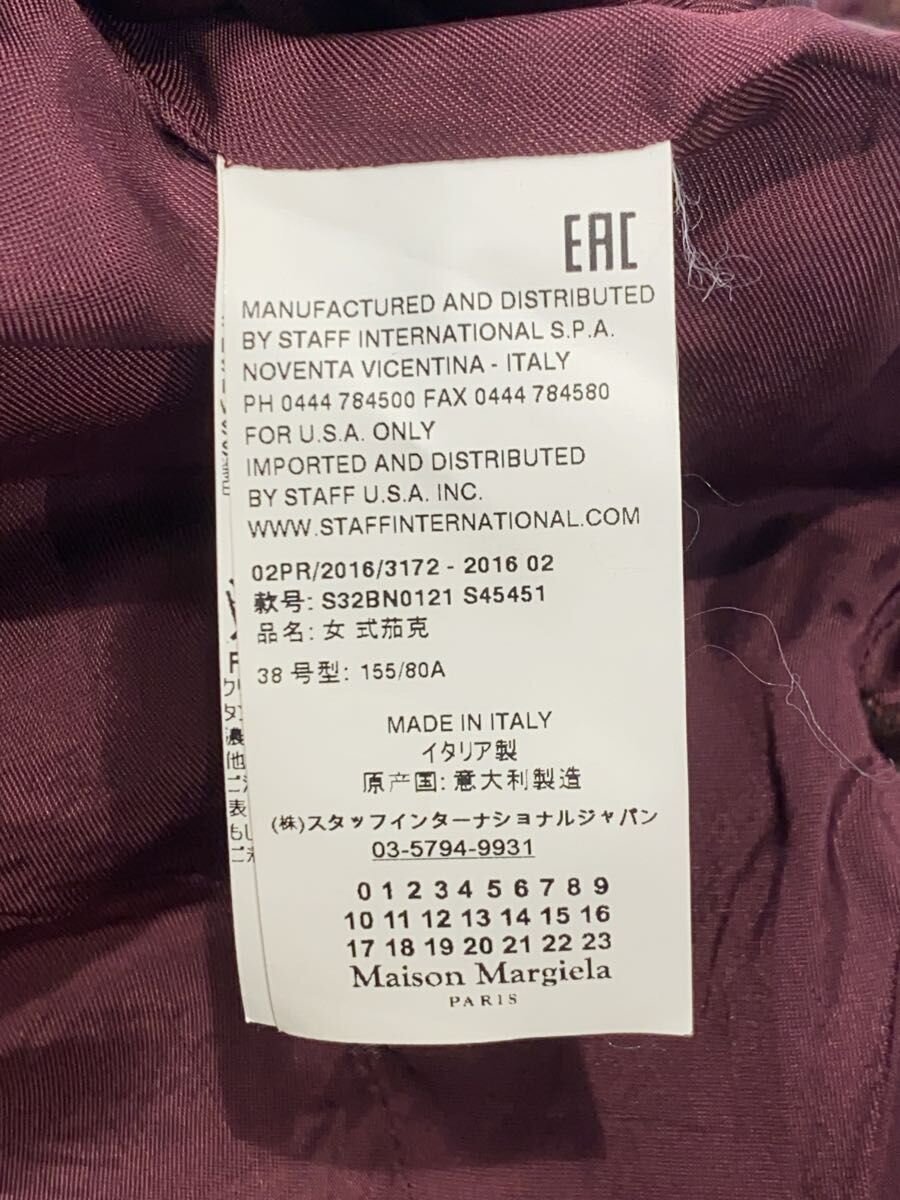 EAC
MANUFACTURED AND DISTRIBUTED
BY STAFF INTERNATIONAL S.P.A.
NOVENTA VICENTINA - ITALY
PH 0444 784500 FAX 0444 784580
FOR U.S.A. ONLY
IMPORTED AND DISTRIBUTED
BY STAFF U.S.A. INC.
WWW.STAFFINTERNATIONAL.COM
02PR/2016/3172 - 2016 02
款号: S32BN0121 S45451
品名: 女 式茄克
38 号型: 155/80A
MADE IN ITALY
イタリア製
原产国: 意大利製造
(株)スタッフインターナショナルジャパン
03-5794-9931
0 1 2 3 4 5 6 7 8 9
10 11 12 13 14 15 16
17 18 19 20 21 22 23
Maison Margiela
PARIS